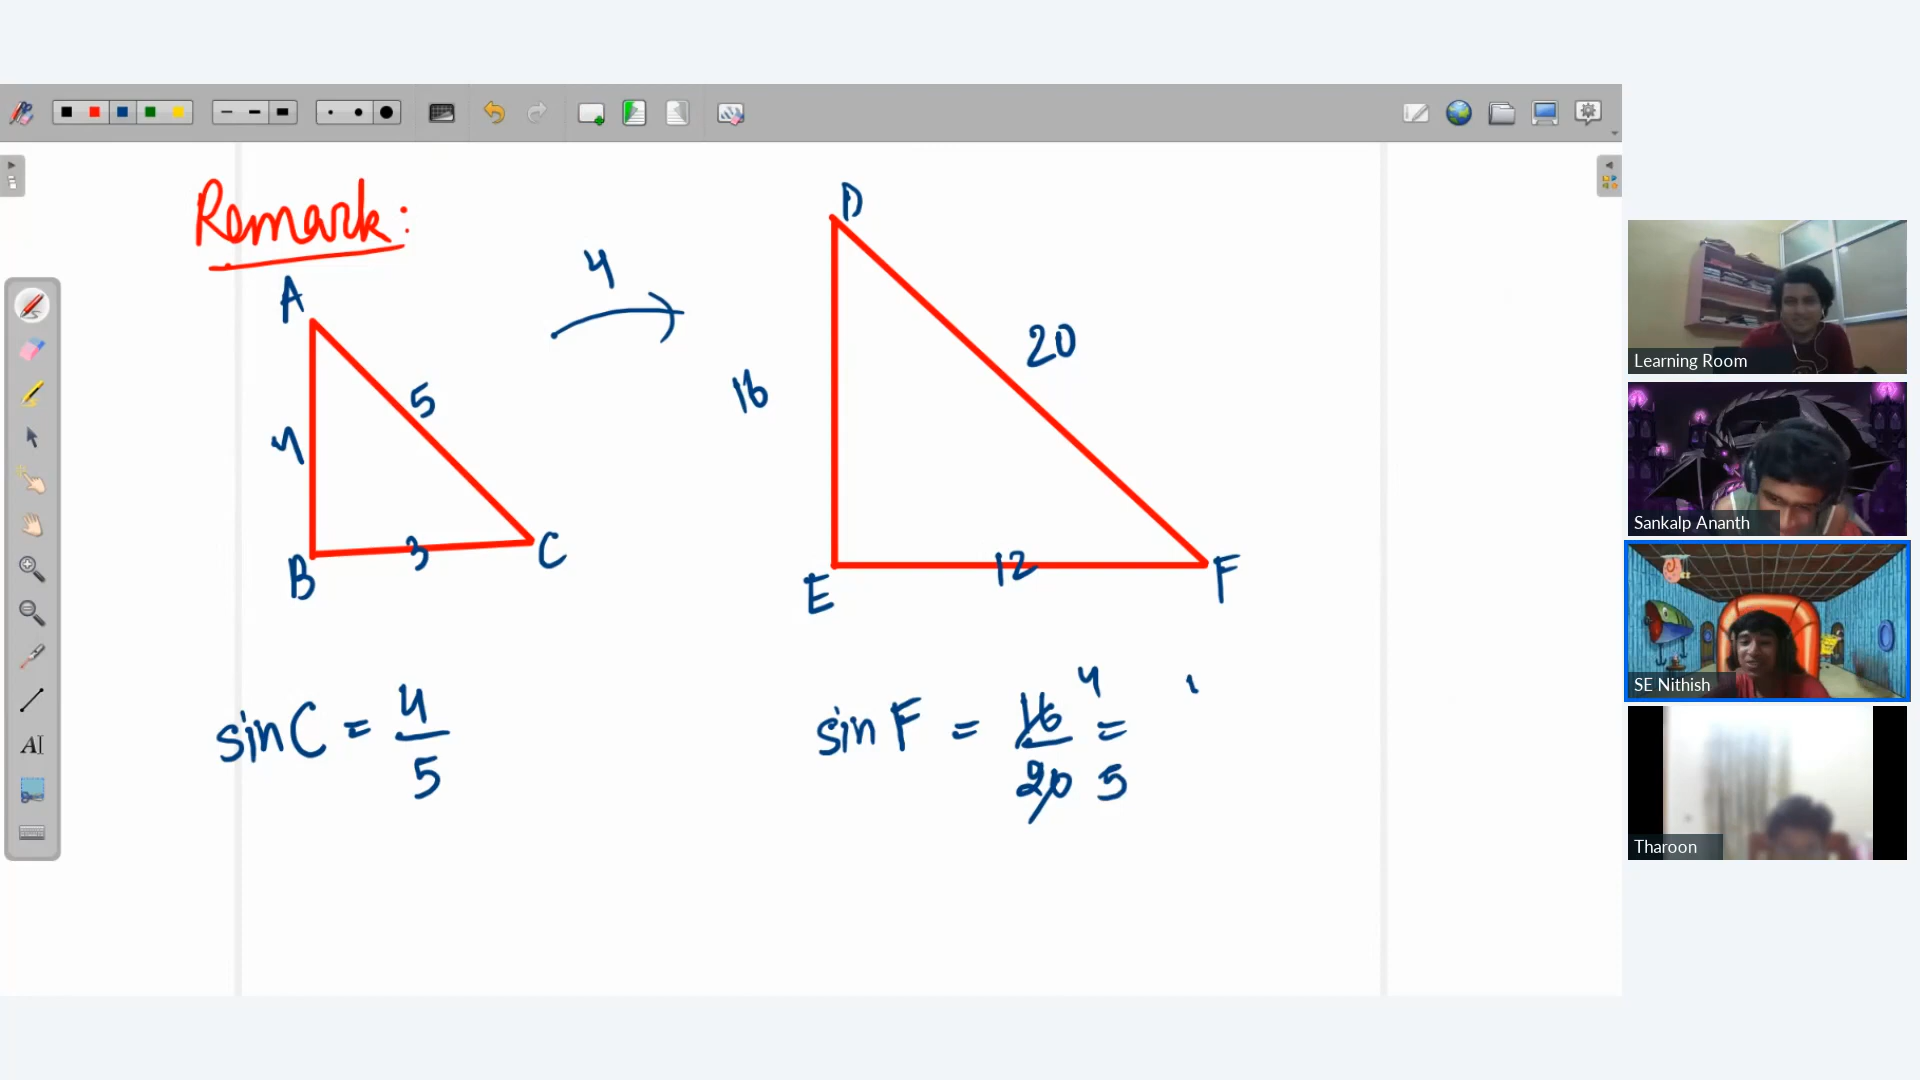 Remark:
A
4
5
B
3
C
4
D
16
20
E
12
F
sin C = 4/5
sin F = 16/20 = 4/5
Learning Room
Sankalp Ananth
SE Nithish
Tharoon
AI